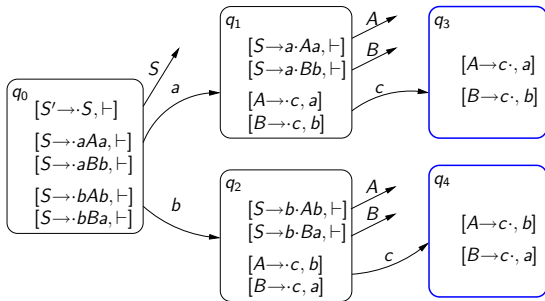 q0
[S′→·S, ⊢]
[S→·aAa, ⊢]
[S→·aBb, ⊢]
[S→·bAb, ⊢]
[S→·bBa, ⊢]
S
a
b
q1
[S→a·Aa, ⊢]
[S→a·Bb, ⊢]
[A→·c, a]
[B→·c, b]
A
B
c
q3
[A→c·, a]
[B→c·, b]
q2
[S→b·Ab, ⊢]
[S→b·Ba, ⊢]
[A→·c, b]
[B→·c, a]
A
B
c
q4
[A→c·, b]
[B→c·, a]